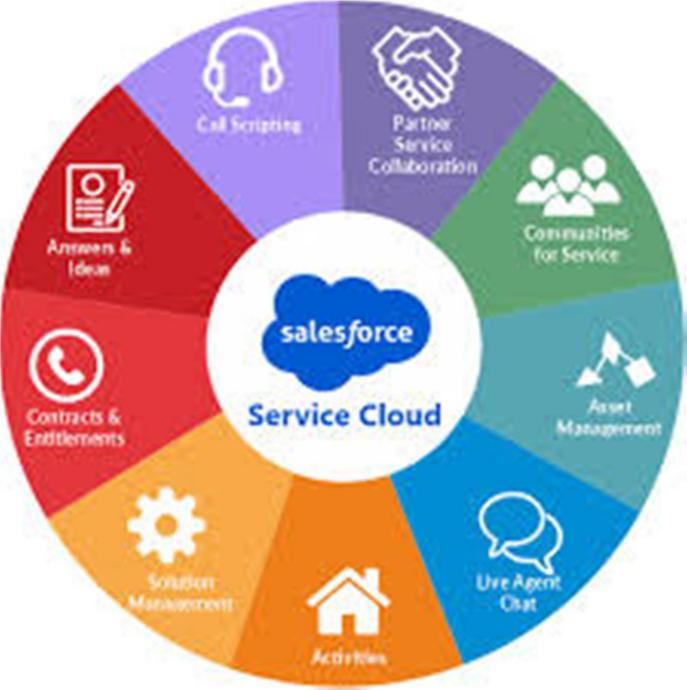 Call Scripting
Partner
Service
Collaboration
Communities
for Service
Asset
Management
Live Agent
Chat
Activities
Solution
Management
Contracts &
Entitlements
Answers &
Ideas
salesforce
Service Cloud